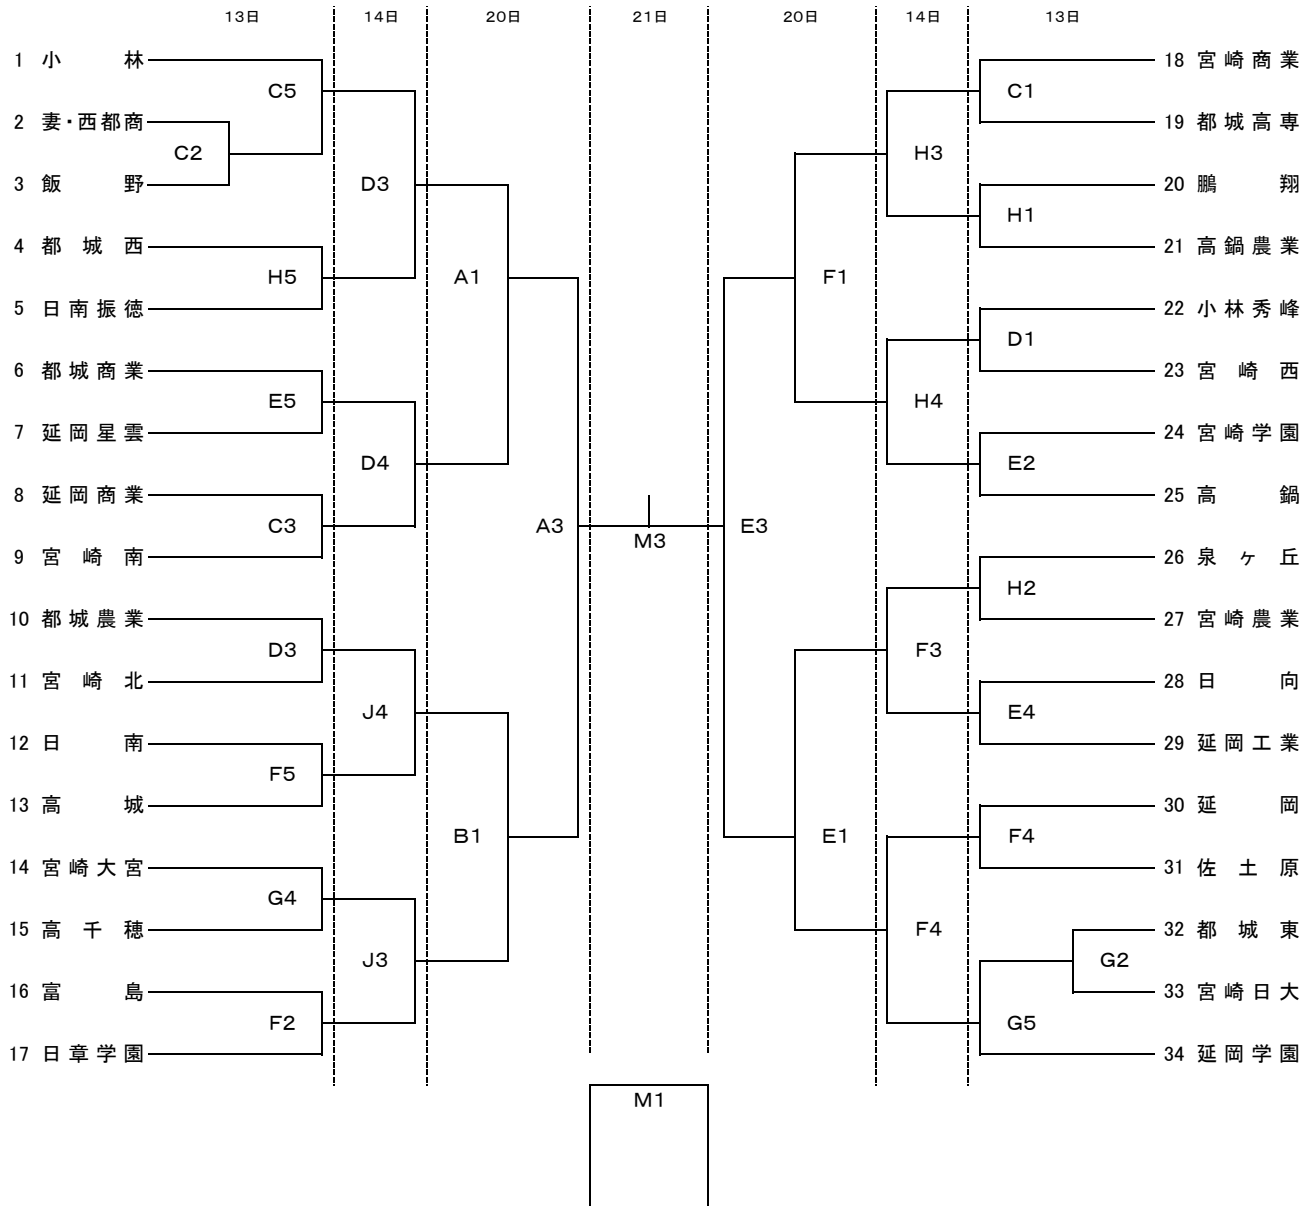 13日 14日 20日 21日 20日 14日 13日
1 小林
C5
2 妻・西都商
C2
3 飯野
D3
4 都城西
H5
5 日南振徳
A1
6 都城商業
E5
7 延岡星雲
D4
8 延岡商業
C3
9 宮崎南
A3
10 都城農業
D3
11 宮崎北
J4
12 日南
F5
13 高城
B1
14 宮崎大宮
G4
15 高千穂
J3
16 富島
F2
17 日章学園
M3
M1
18 宮崎商業
C1
19 都城高専
H3
20 鵬翔
H1
21 高鍋農業
F1
22 小林秀峰
D1
23 宮崎西
H4
24 宮崎学園
E2
25 高鍋
E3
26 泉ヶ丘
H2
27 宮崎農業
F3
28 日向
E4
29 延岡工業
E1
30 延岡
F4
31 佐土原
F4
32 都城東
G2
33 宮崎日大
G5
34 延岡学園